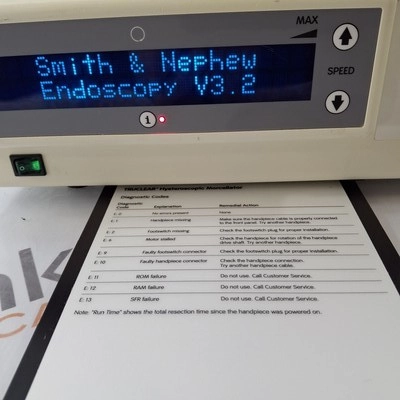 MAX
Smith & Nephew
Endoscopy V3.2
SPEED
1
TRUCLEAR® Hysteroscopic Morcellator
Diagnostic Codes
Diagnostic Code Explanation Remedial Action
E: 0 No errors present None
E: 1 Handpiece missing Make sure the handpiece cable is properly connected
to the front panel. Try another handpiece.
E: 2 Footswitch missing Check the footswitch plug for proper installation.
E: 6 Motor stalled Check the handpiece for rotation of the handpiece
drive shaft. Try another handpiece.
E: 9 Faulty footswitch connector Check the footswitch plug for proper installation.
E: 10 Faulty handpiece connector Check the handpiece connection.
Try another handpiece.
E: 11 ROM failure Do not use. Call Customer Service.
E: 12 RAM failure Do not use. Call Customer Service.
E: 13 SFR failure Do not use. Call Customer Service.
Note: "Run Time" shows the total resection time since the handpiece was powered on.